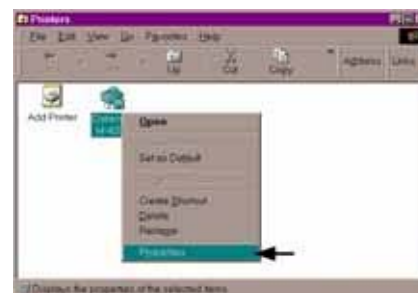 Printers
File Edit View Go Favorites Help
Up Cut Copy Address Links
Add Printer
Open
Set as Default
Create Shortcut
Delete
Rename
Properties
Displays the properties of the selected items.